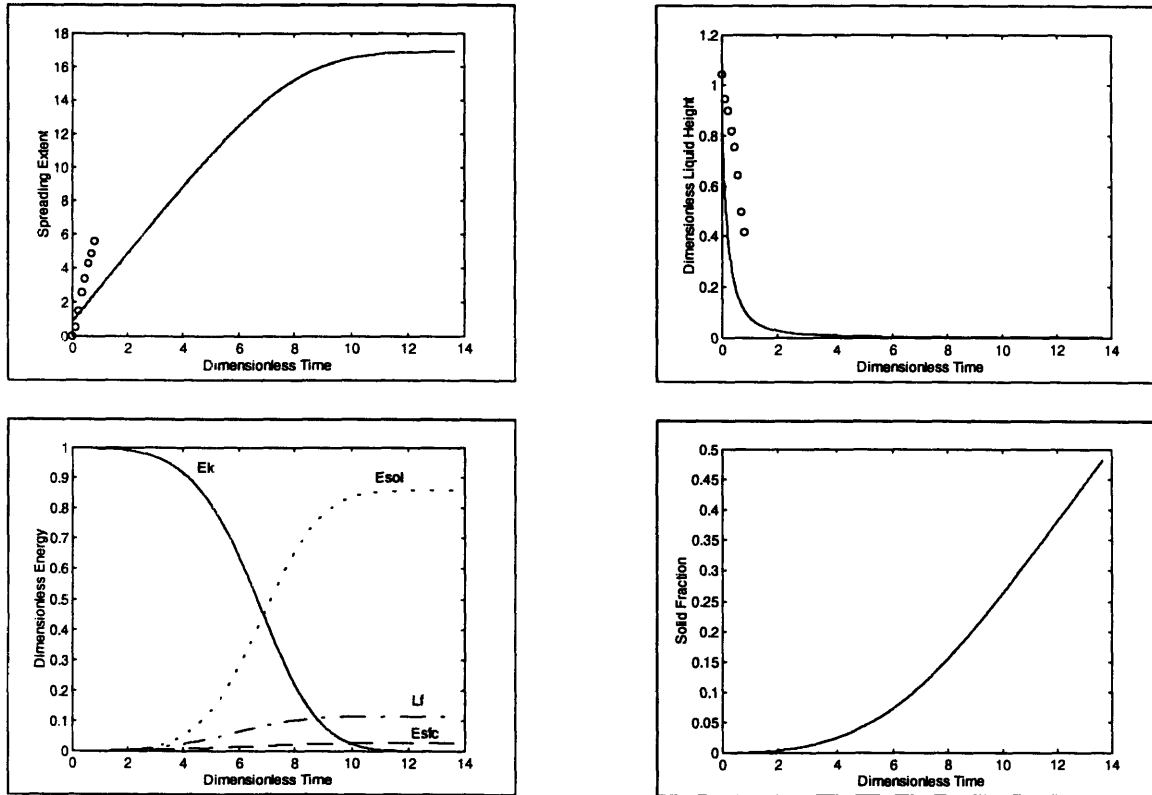 18
16
14
12
10
8
6
4
2
0
Spreading Extent
0 2 4 6 8 10 12 14
Dimensionless Time
1.2
1
0.8
0.6
0.4
0.2
0
Dimensionless Liquid Height
0 2 4 6 8 10 12 14
Dimensionless Time
1
0.9
0.8
0.7
0.6
0.5
0.4
0.3
0.2
0.1
0
Dimensionless Energy
Ek
Esol
Lf
Esfc
0 2 4 6 8 10 12 14
Dimensionless Time
0.5
0.45
0.4
0.35
0.3
0.25
0.2
0.15
0.1
0.05
0
Solid Fraction
0 2 4 6 8 10 12 14
Dimensionless Time